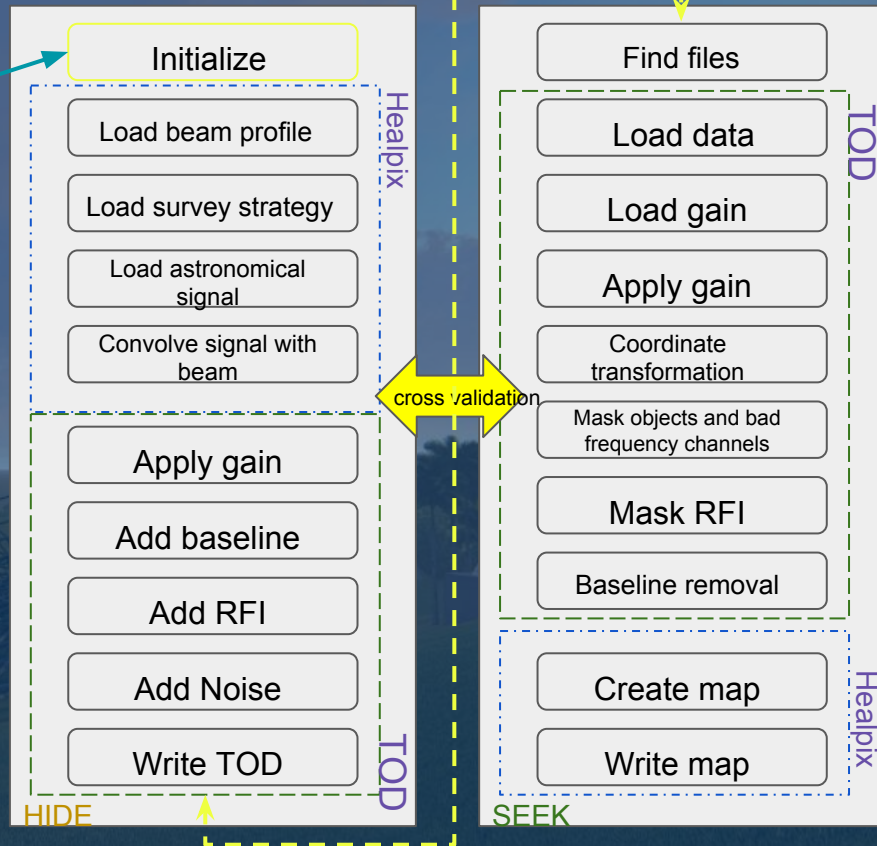 Initialize
Healpix
Load beam profile
Load survey strategy
Load astronomical
signal
Convolve signal with
beam
Apply gain
Add baseline
Add RFI
Add Noise
Write TOD
TOD
HIDE
cross validation
Find files
TOD
Load data
Load gain
Apply gain
Coordinate
transformation
Mask objects and bad
frequency channels
Mask RFI
Baseline removal
Create map
Healpix
Write map
SEEK